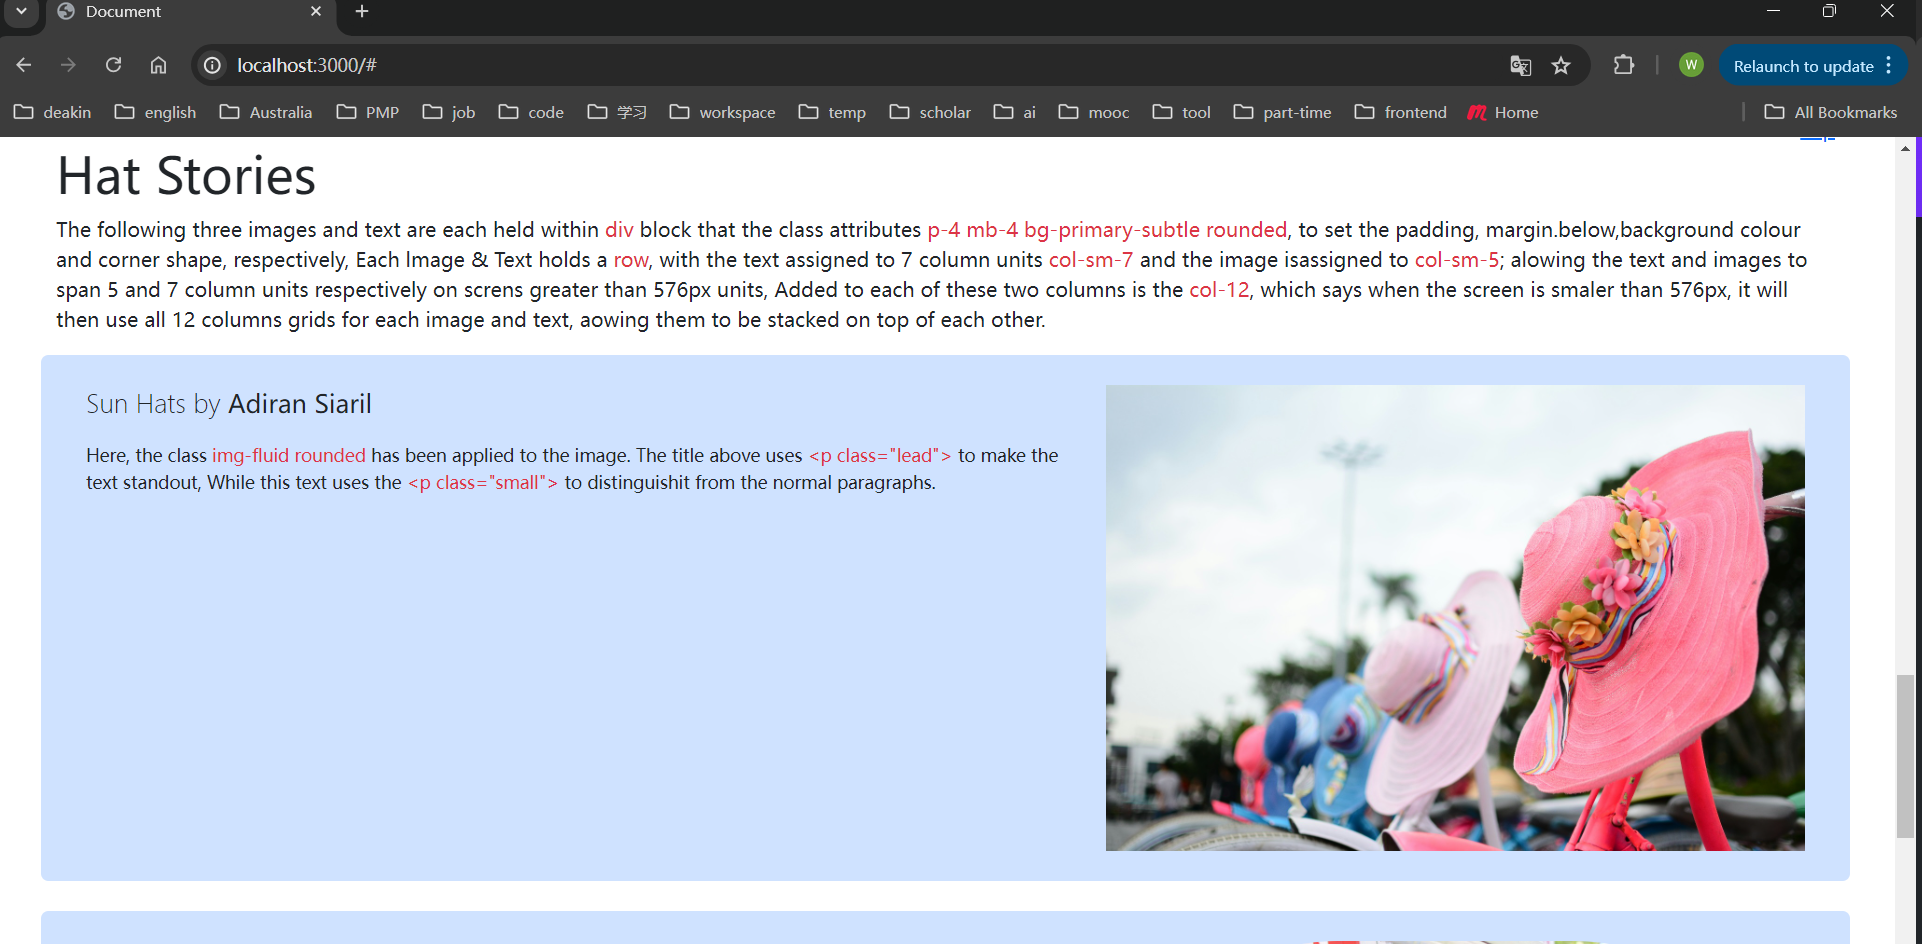 Document
localhost:3000/#
W
Relaunch to update
deakin english Australia PMP job code 学习 workspace temp scholar ai mooc tool part-time frontend Home All Bookmarks
Hat Stories
The following three images and text are each held within div block that the class attributes p-4 mb-4 bg-primary-subtle rounded, to set the padding, margin.below,background colour
and corner shape, respectively, Each lmage & Text holds a row, with the text assigned to 7 column units col-sm-7 and the image isassigned to col-sm-5; alowing the text and images to
span 5 and 7 column units respectively on screns greater than 576px units, Added to each of these two columns is the col-12, which says when the screen is smaler than 576px, it will
then use all 12 columns grids for each image and text, aowing them to be stacked on top of each other.
Sun Hats by Adiran Siaril
Here, the class img-fluid rounded has been applied to the image. The title above uses <p class="lead"> to make the
text standout, While this text uses the <p class="small"> to distinguishit from the normal paragraphs.